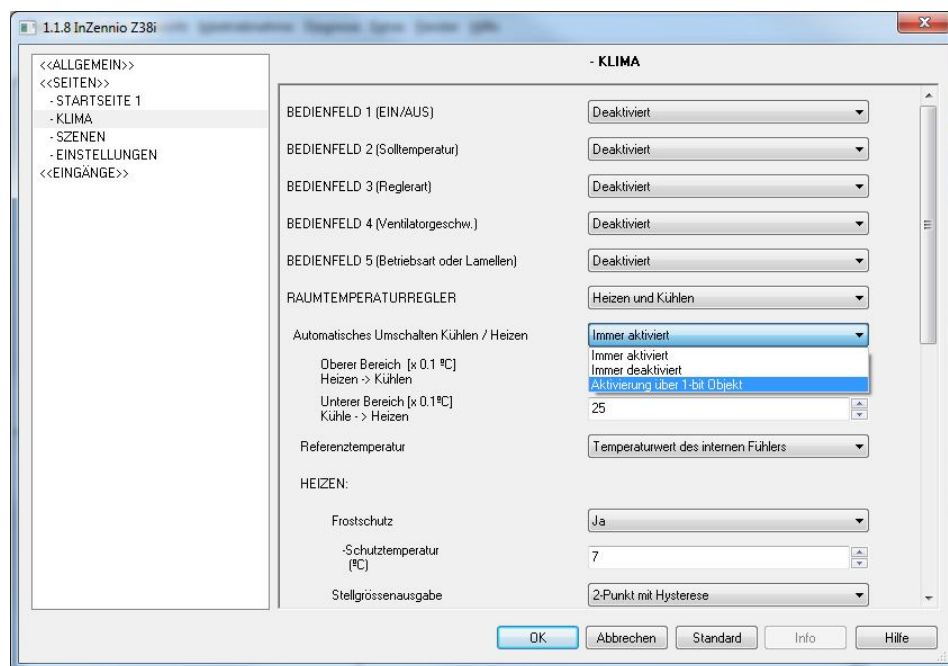 1.1.8 InZennio Z38i
<<ALLGEMEIN>>
<<SEITEN>>
- STARTSEITE 1
- KLIMA
- SZENEN
- EINSTELLUNGEN
<<EINGÄNGE>>
- KLIMA
BEDIENFELD 1 (EIN/AUS) Deaktiviert
BEDIENFELD 2 (Solltemperatur) Deaktiviert
BEDIENFELD 3 (Reglerart) Deaktiviert
BEDIENFELD 4 (Ventilatorgeschw.) Deaktiviert
BEDIENFELD 5 (Betriebsart oder Lamellen) Deaktiviert
RAUMTEMPERATURREGLER Heizen und Kühlen
Automatisches Umschalten Kühlen / Heizen Immer aktiviert
Immer aktiviert
Immer deaktiviert
Aktivierung über 1-bit Objekt
Oberer Bereich [x 0.1 ºC]
Heizen -> Kühlen
Unterer Bereich [x 0.1ºC]
Kühle - > Heizen
25
Referenztemperatur Temperaturwert des internen Fühlers
HEIZEN:
Frostschutz Ja
-Schutztemperatur
(ºC)
7
Stellgrössenausgabe 2-Punkt mit Hysterese
OK Abbrechen Standard Info Hilfe